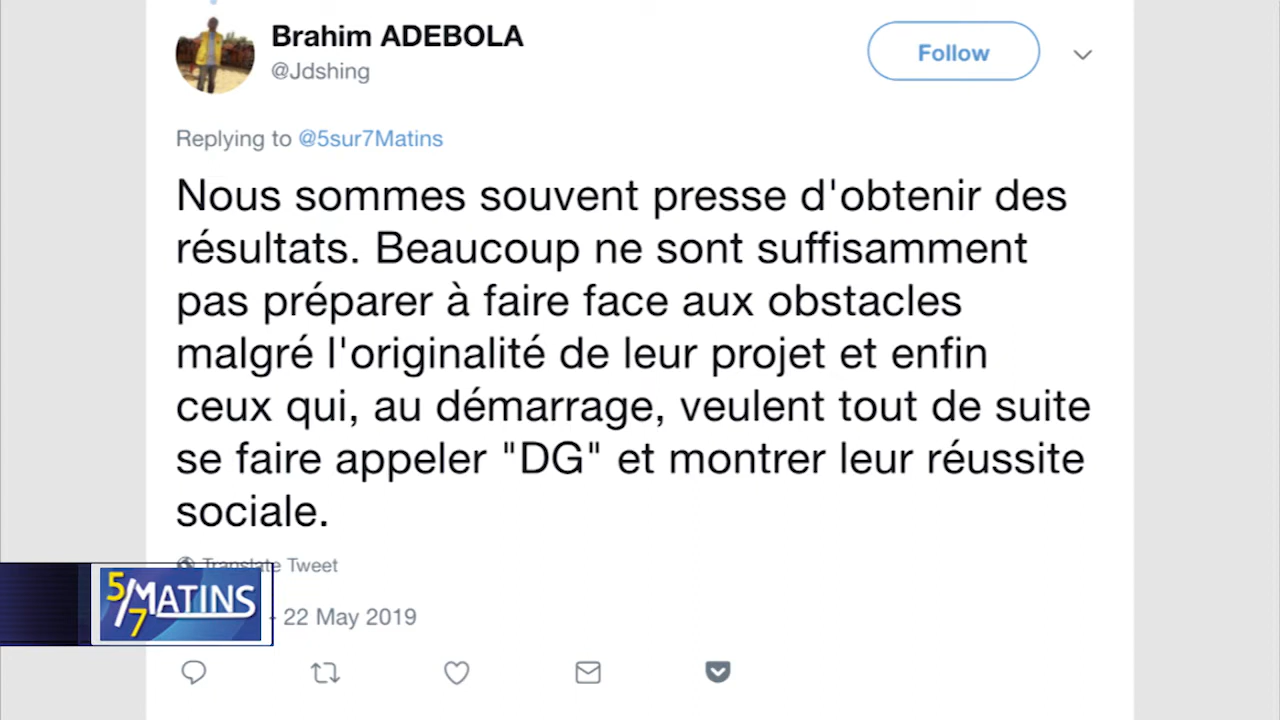 Brhim ADEBOLA
@Jdshing
Follow
Replying to @5sur7Matins
Nous sommes souvent presse d'obtenir des
résultats. Beaucoup ne sont suffisamment
pas préparer à faire face aux obstacles
malgré l'originalité de leur projet et enfin
ceux qui, au démarrage, veulent tout de suite
se faire appeler "DG" et montrer leur réussite
sociale.
Translate Tweet
5/7 MATINS
- 22 May 2019